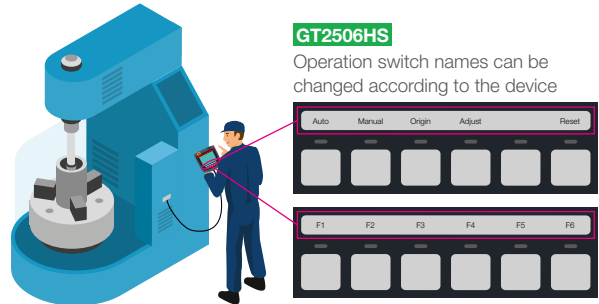 GT2506HS
Operation switch names can be
changed according to the device
Auto Manual Origin Adjust Reset
F1 F2 F3 F4 F5 F6